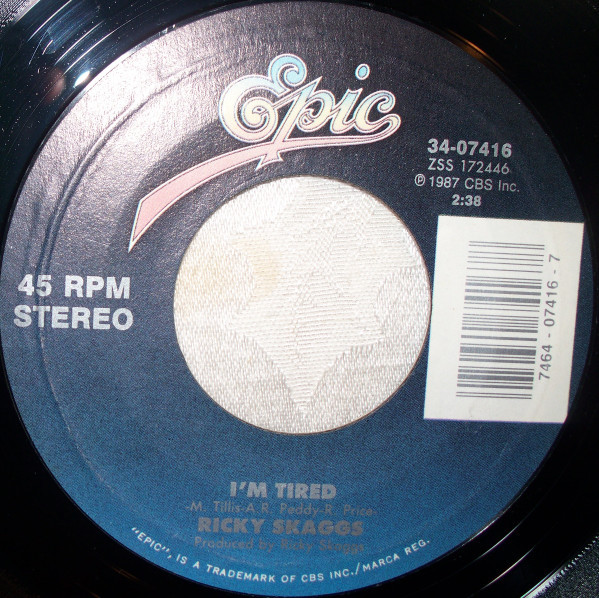 Epic
34-07416
ZSS 172446
℗ 1987 CBS Inc.
2:38
45 RPM
STEREO
7464 - 07416 - 7
I'M TIRED
-M. Tillis-A.R. Peddy-R. Price-
RICKY SKAGGS
Produced by Ricky Skaggs
"EPIC", IS A TRADEMARK OF CBS INC./MARCA REG.